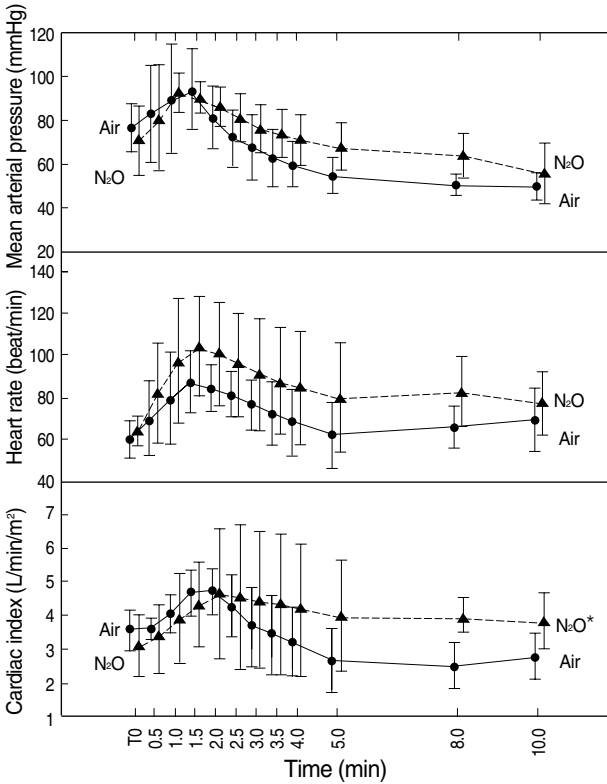 Mean arterial pressure (mmHg)
120
100
80
60
40
20
Air
N₂O
N₂O
Air
Heart rate (beat/min)
140
120
100
80
60
40
N₂O
Air
Cardiac index (L/min/m²)
7
6
5
4
3
2
1
Air
N₂O
N₂O*
Air
T0
0.5
1.0
1.5
2.0
2.5
3.0
3.5
4.0
5.0
8.0
10.0
Time (min)